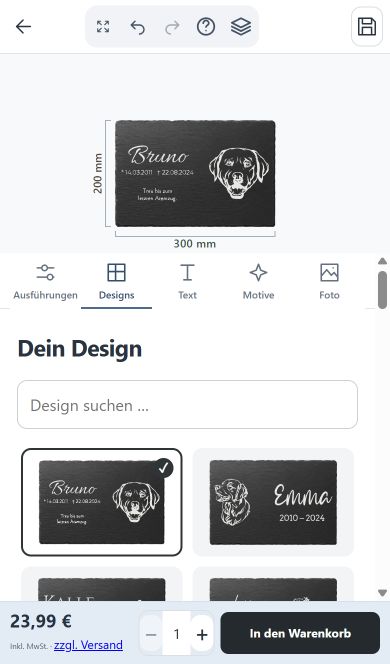 Bruno
* 14.03.2011 † 22.08.2024
Treu bis zum
letzten Atemzug.
200 mm
300 mm
Ausführungen
Designs
Text
Motive
Foto
Dein Design
Design suchen ...
Bruno
* 14.03.2011 † 22.08.2024
Treu bis zum
letzten Atemzug.
Emma
2010 – 2024
23,99 €
Inkl. MwSt. · zzgl. Versand
− 1 +
In den Warenkorb